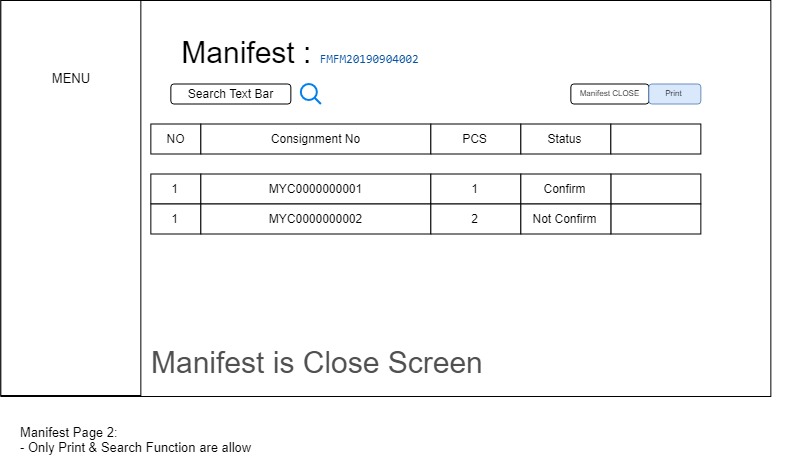 MENU
Manifest : FMFM20190904002
Search Text Bar
Manifest CLOSE
Print
NO Consignment No PCS Status
1 MYC0000000001 1 Confirm
1 MYC0000000002 2 Not Confirm
Manifest is Close Screen
Manifest Page 2:
- Only Print & Search Function are allow